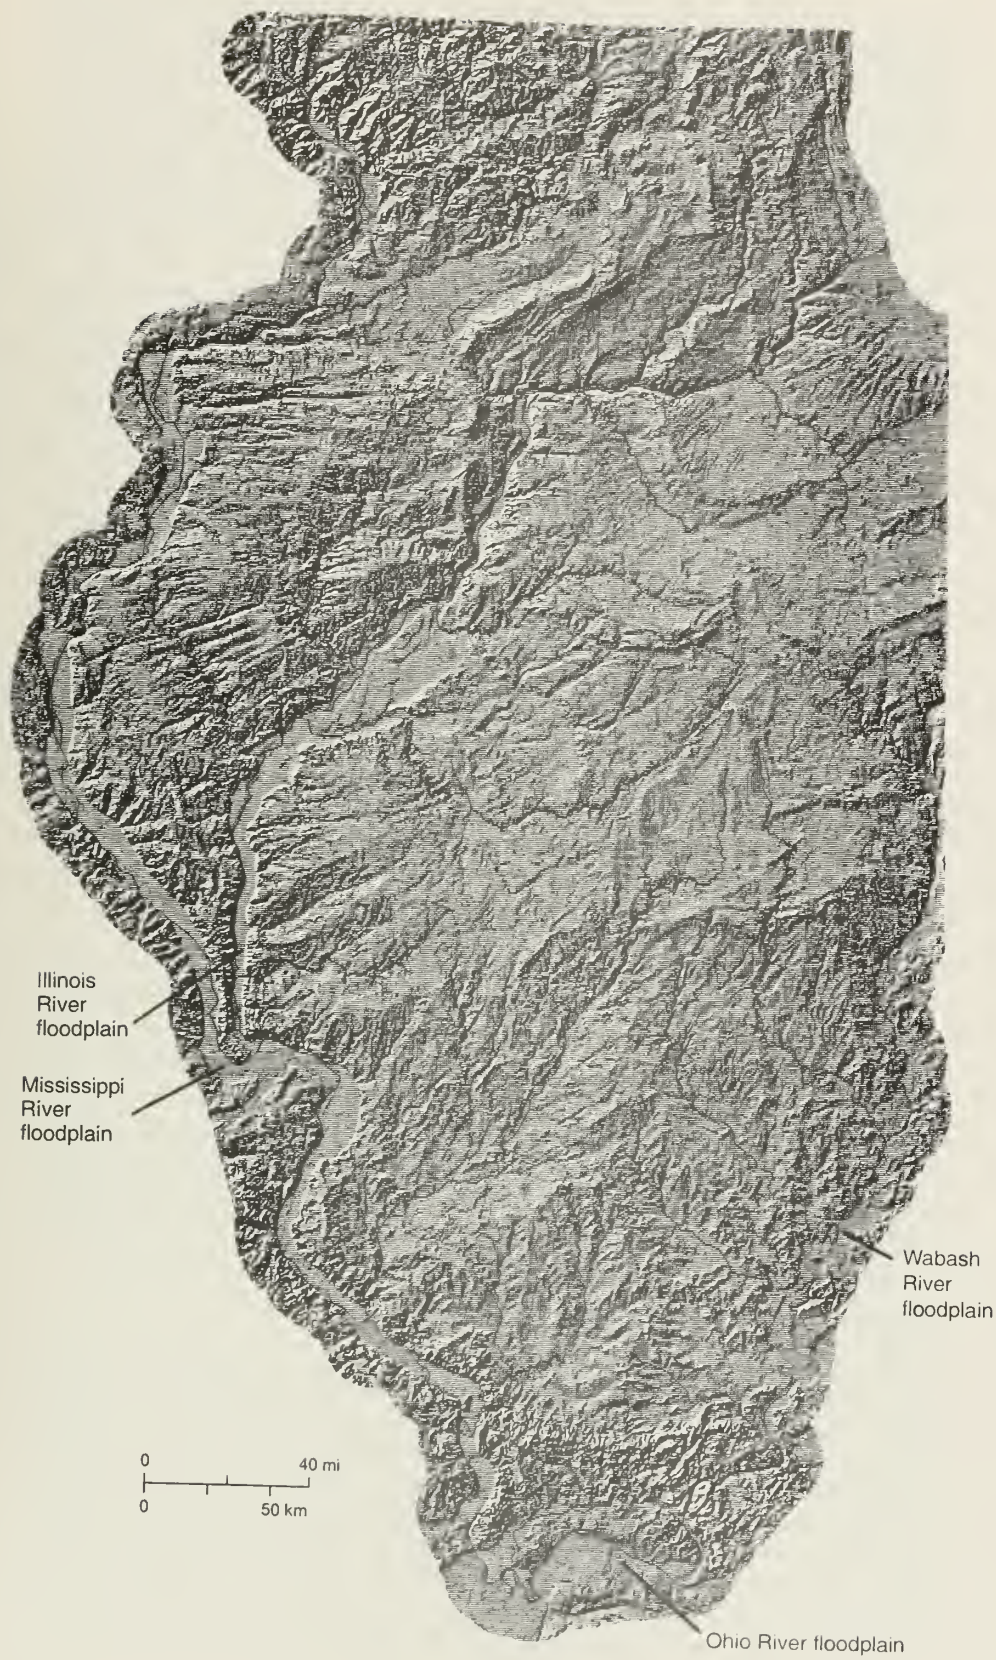 Illinois
River
floodplain
Mississippi
River
floodplain
Wabash
River
floodplain
0 40 mi
0 50 km
Ohio River floodplain